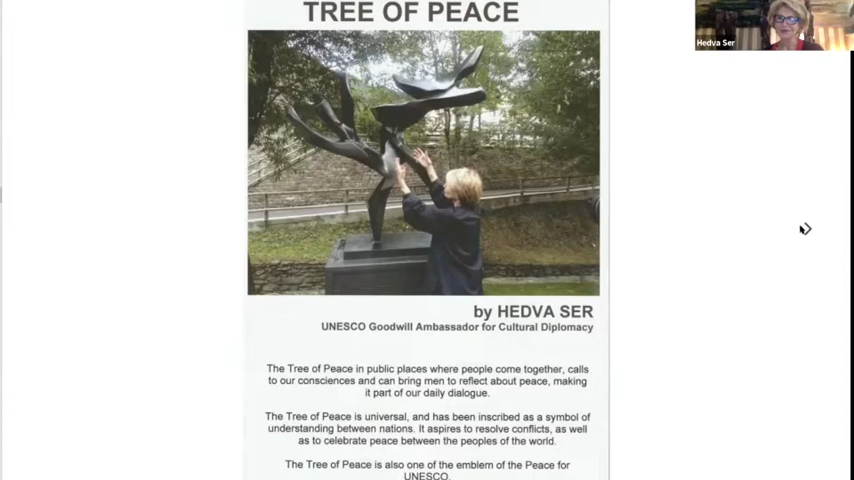 TREE OF PEACE
Hedva Ser
by HEDVA SER
UNESCO Goodwill Ambassador for Cultural Diplomacy
The Tree of Peace in public places where people come together, calls
to our consciences and can bring men to reflect about peace, making
it part of our daily dialogue.
The Tree of Peace is universal, and has been inscribed as a symbol of
understanding between nations. It aspires to resolve conflicts, as well
as to celebrate peace between the peoples of the world.
The Tree of Peace is also one of the emblem of the Peace for
UNESCO.